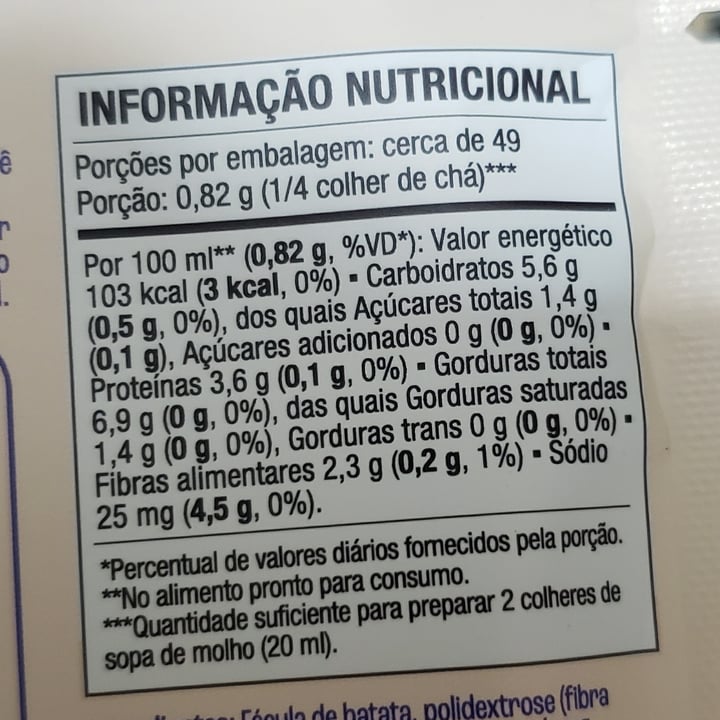 INFORMAÇÃO NUTRICIONAL
Porções por embalagem: cerca de 49
Porção: 0,82 g (1/4 colher de chá)***
Por 100 ml** (0,82 g, %VD*): Valor energético
103 kcal (3 kcal, 0%) ▪ Carboidratos 5,6 g
(0,5 g, 0%), dos quais Açúcares totais 1,4 g
(0,1 g), Açúcares adicionados 0 g (0 g, 0%) ▪
Proteínas 3,6 g (0,1 g, 0%) ▪ Gorduras totais
6,9 g (0 g, 0%), das quais Gorduras saturadas
1,4 g (0 g, 0%), Gorduras trans 0 g (0 g, 0%) ▪
Fibras alimentares 2,3 g (0,2 g, 1%) ▪ Sódio
25 mg (4,5 g, 0%).
*Percentual de valores diários fornecidos pela porção.
**No alimento pronto para consumo.
***Quantidade suficiente para preparar 2 colheres de
sopa de molho (20 ml).
Fécula de batata, polidextrose (fibra